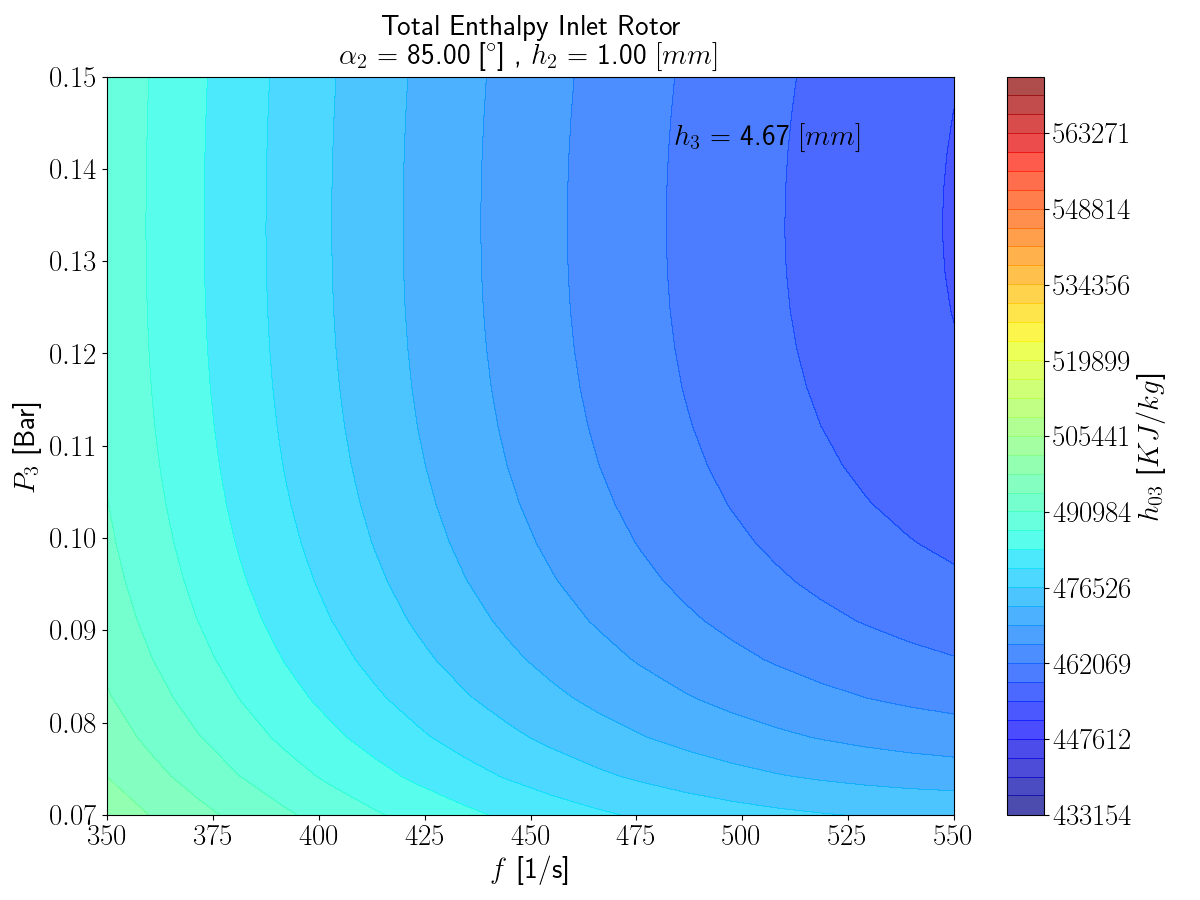 Total Enthalpy Inlet Rotor
α₂ = 85.00 [°] , h₂ = 1.00 [mm]
h₃ = 4.67 [mm]
0.15
0.14
0.13
0.12
0.11
0.10
0.09
0.08
0.07
P₃ [Bar]
350 375 400 425 450 475 500 525 550
f [1/s]
563271
548814
534356
519899
505441
490984
476526
462069
447612
433154
h₀₃ [KJ/kg]